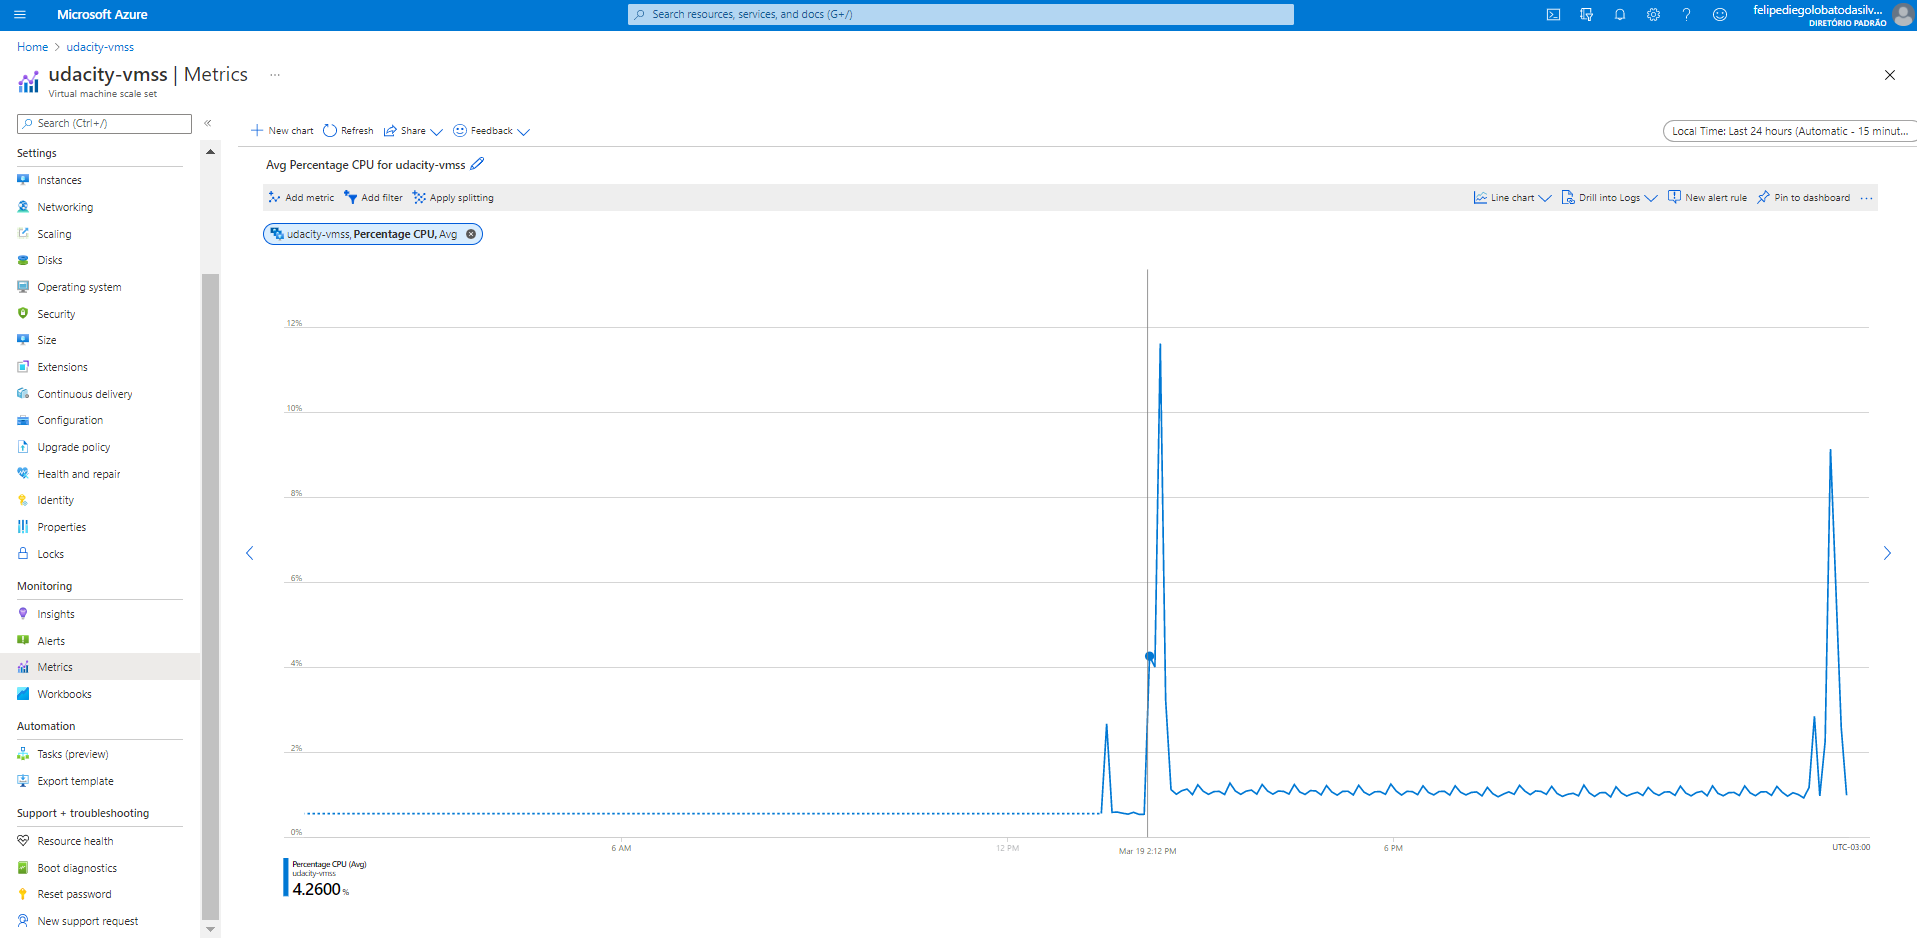 Microsoft Azure
Search resources, services, and docs (G+/)
felipediegolobatodasilv...
DIRETÓRIO PADRÃO
Home > udacity-vmss
udacity-vmss | Metrics ...
Virtual machine scale set
Search (Ctrl+/)
«
Settings
Instances
Networking
Scaling
Disks
Operating system
Security
Size
Extensions
Continuous delivery
Configuration
Upgrade policy
Health and repair
Identity
Properties
Locks
Monitoring
Insights
Alerts
Metrics
Workbooks
Automation
Tasks (preview)
Export template
Support + troubleshooting
Resource health
Boot diagnostics
Reset password
New support request
New chart Refresh Share Feedback
Local Time: Last 24 hours (Automatic - 15 minut...
Avg Percentage CPU for udacity-vmss
Add metric Add filter Apply splitting
Line chart Drill into Logs New alert rule Pin to dashboard ...
udacity-vmss, Percentage CPU, Avg
12%
10%
8%
6%
4%
2%
0%
6 AM 12 PM Mar 19 2:12 PM 6 PM UTC-03:00
Percentage CPU (Avg)
udacity-vmss
4.2600 %